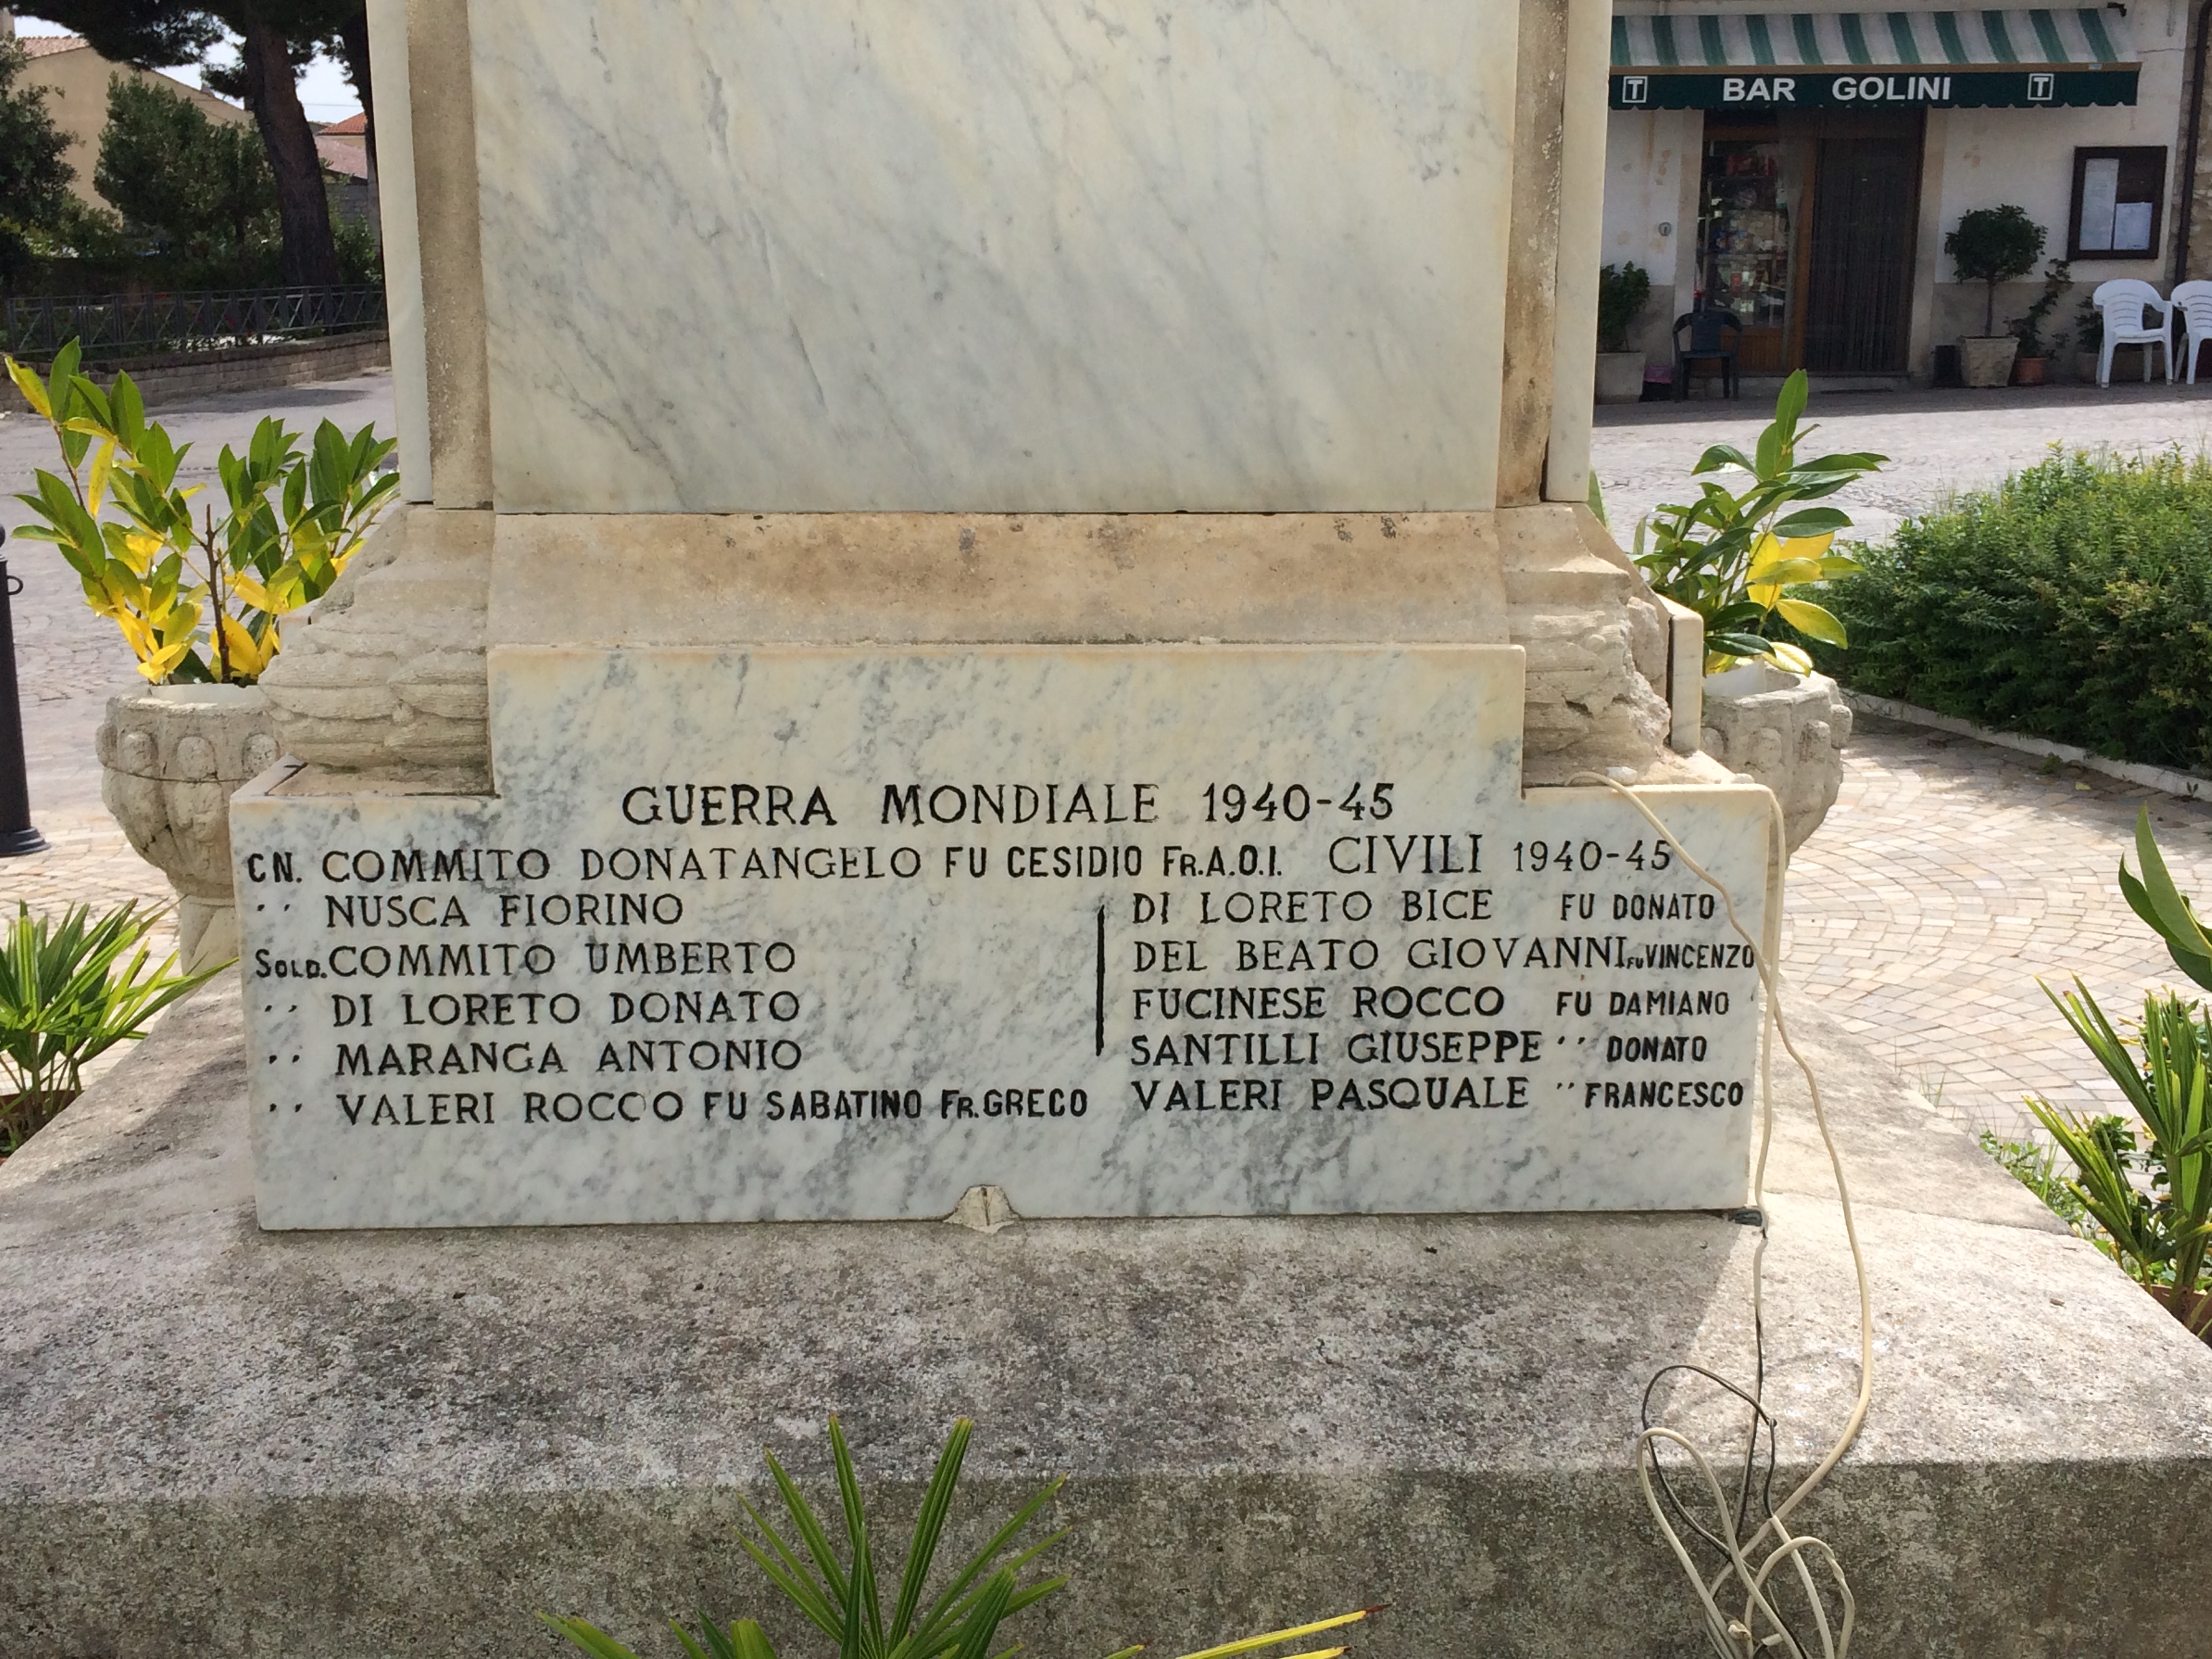 T BAR GOLINI T
GUERRA MONDIALE 1940-45
CN. COMMITO DONATANGELO FU CESIDIO FR.A.O.I.
'' NUSCA FIORINO
SOLD. COMMITO UMBERTO
'' DI LORETO DONATO
'' MARANGA ANTONIO
'' VALERI ROCCO FU SABATINO FR.GRECO
CIVILI 1940-45
DI LORETO BICE FU DONATO
DEL BEATO GIOVANNI FU VINCENZO
FUCINESE ROCCO FU DAMIANO
SANTILLI GIUSEPPE '' DONATO
VALERI PASQUALE '' FRANCESCO